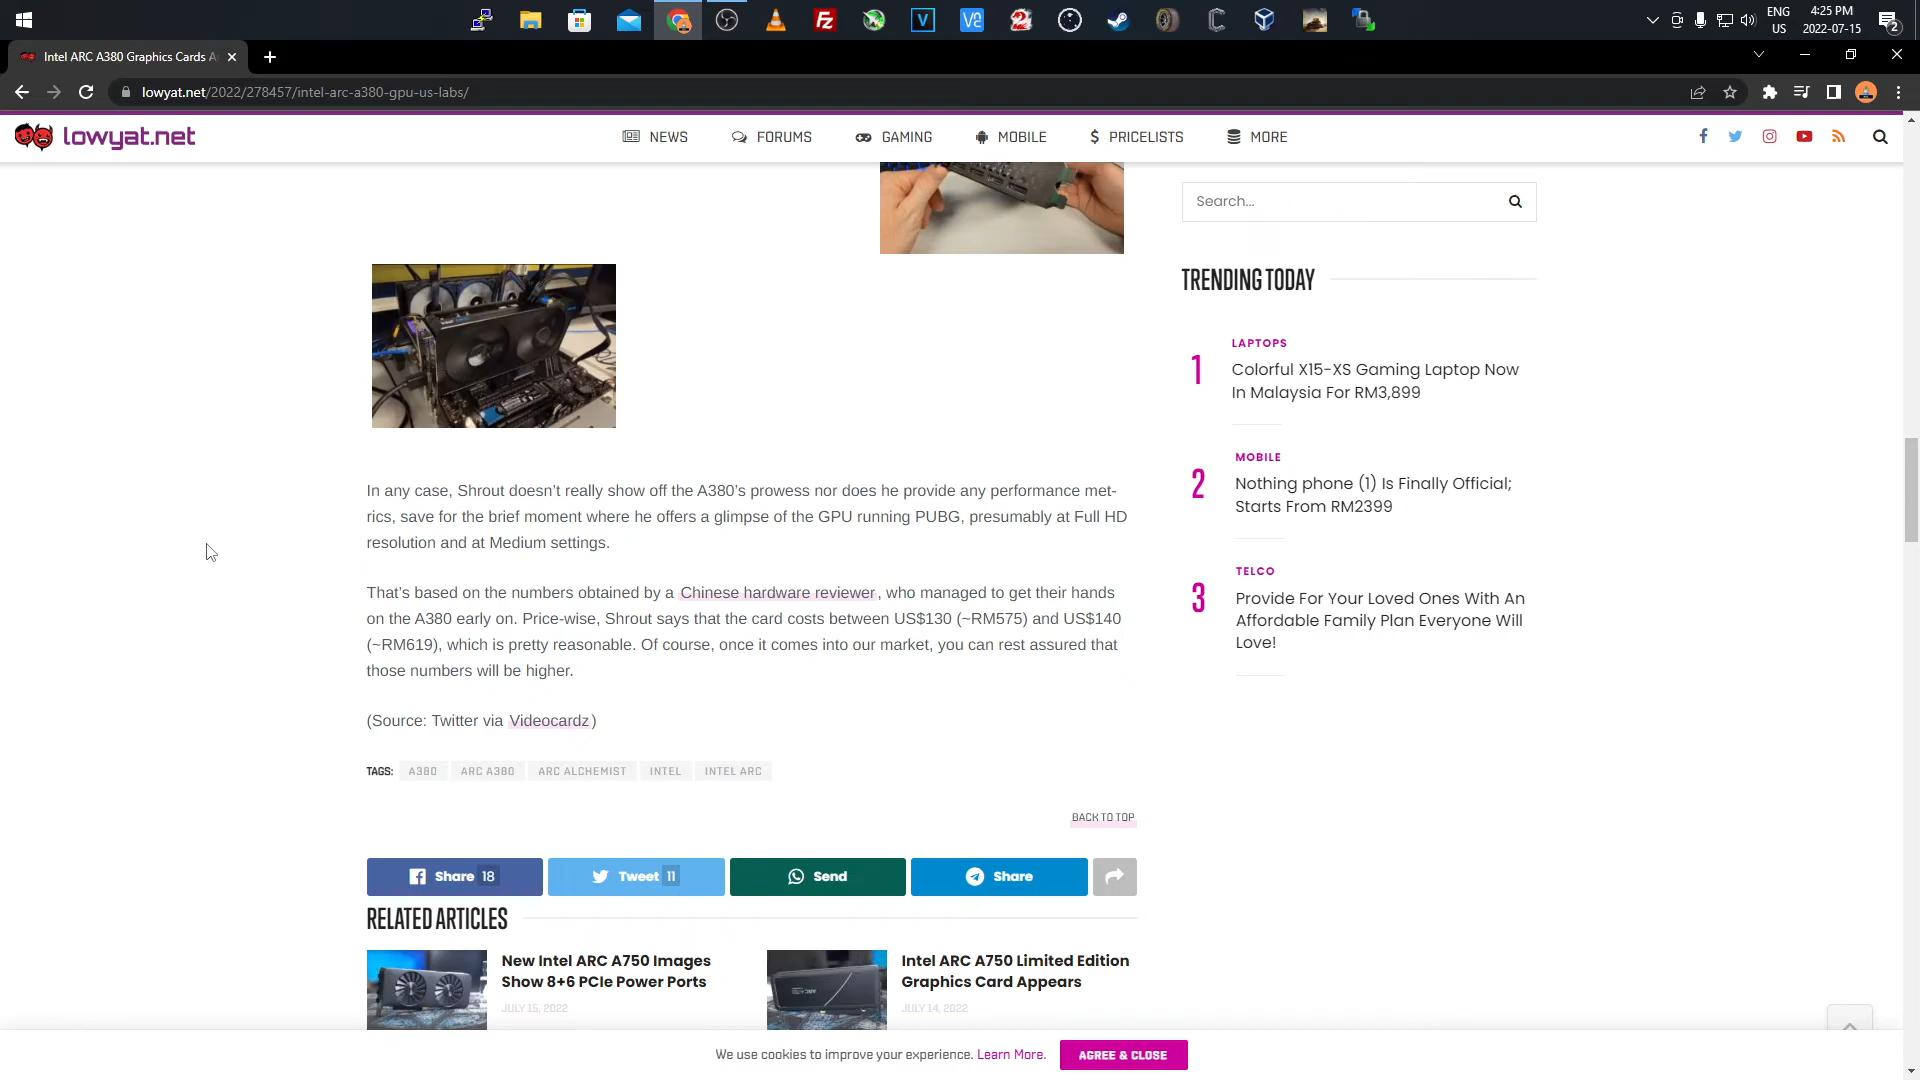 ENG
US
4:25 PM
2022-07-15
2
Intel ARC A380 Graphics Cards A
lowyat.net/2022/278457/intel-arc-a380-gpu-us-labs/
lowyat.net
NEWS
FORUMS
GAMING
MOBILE
$ PRICELISTS
MORE
Search...
TRENDING TODAY
1
LAPTOPS
Colorful X15-XS Gaming Laptop Now
In Malaysia For RM3,899
2
MOBILE
Nothing phone (1) Is Finally Official;
Starts From RM2399
3
TELCO
Provide For Your Loved Ones With An
Affordable Family Plan Everyone Will
Love!
In any case, Shrout doesn’t really show off the A380’s prowess nor does he provide any performance met-
rics, save for the brief moment where he offers a glimpse of the GPU running PUBG, presumably at Full HD
resolution and at Medium settings.
That’s based on the numbers obtained by a Chinese hardware reviewer, who managed to get their hands
on the A380 early on. Price-wise, Shrout says that the card costs between US$130 (~RM575) and US$140
(~RM619), which is pretty reasonable. Of course, once it comes into our market, you can rest assured that
those numbers will be higher.
(Source: Twitter via Videocardz)
TAGS: A380 ARC A380 ARC ALCHEMIST INTEL INTEL ARC
BACK TO TOP
Share 18
Tweet 11
Send
Share
RELATED ARTICLES
New Intel ARC A750 Images
Show 8+6 PCIe Power Ports
JULY 15, 2022
Intel ARC A750 Limited Edition
Graphics Card Appears
JULY 14, 2022
We use cookies to improve your experience. Learn More.
AGREE & CLOSE